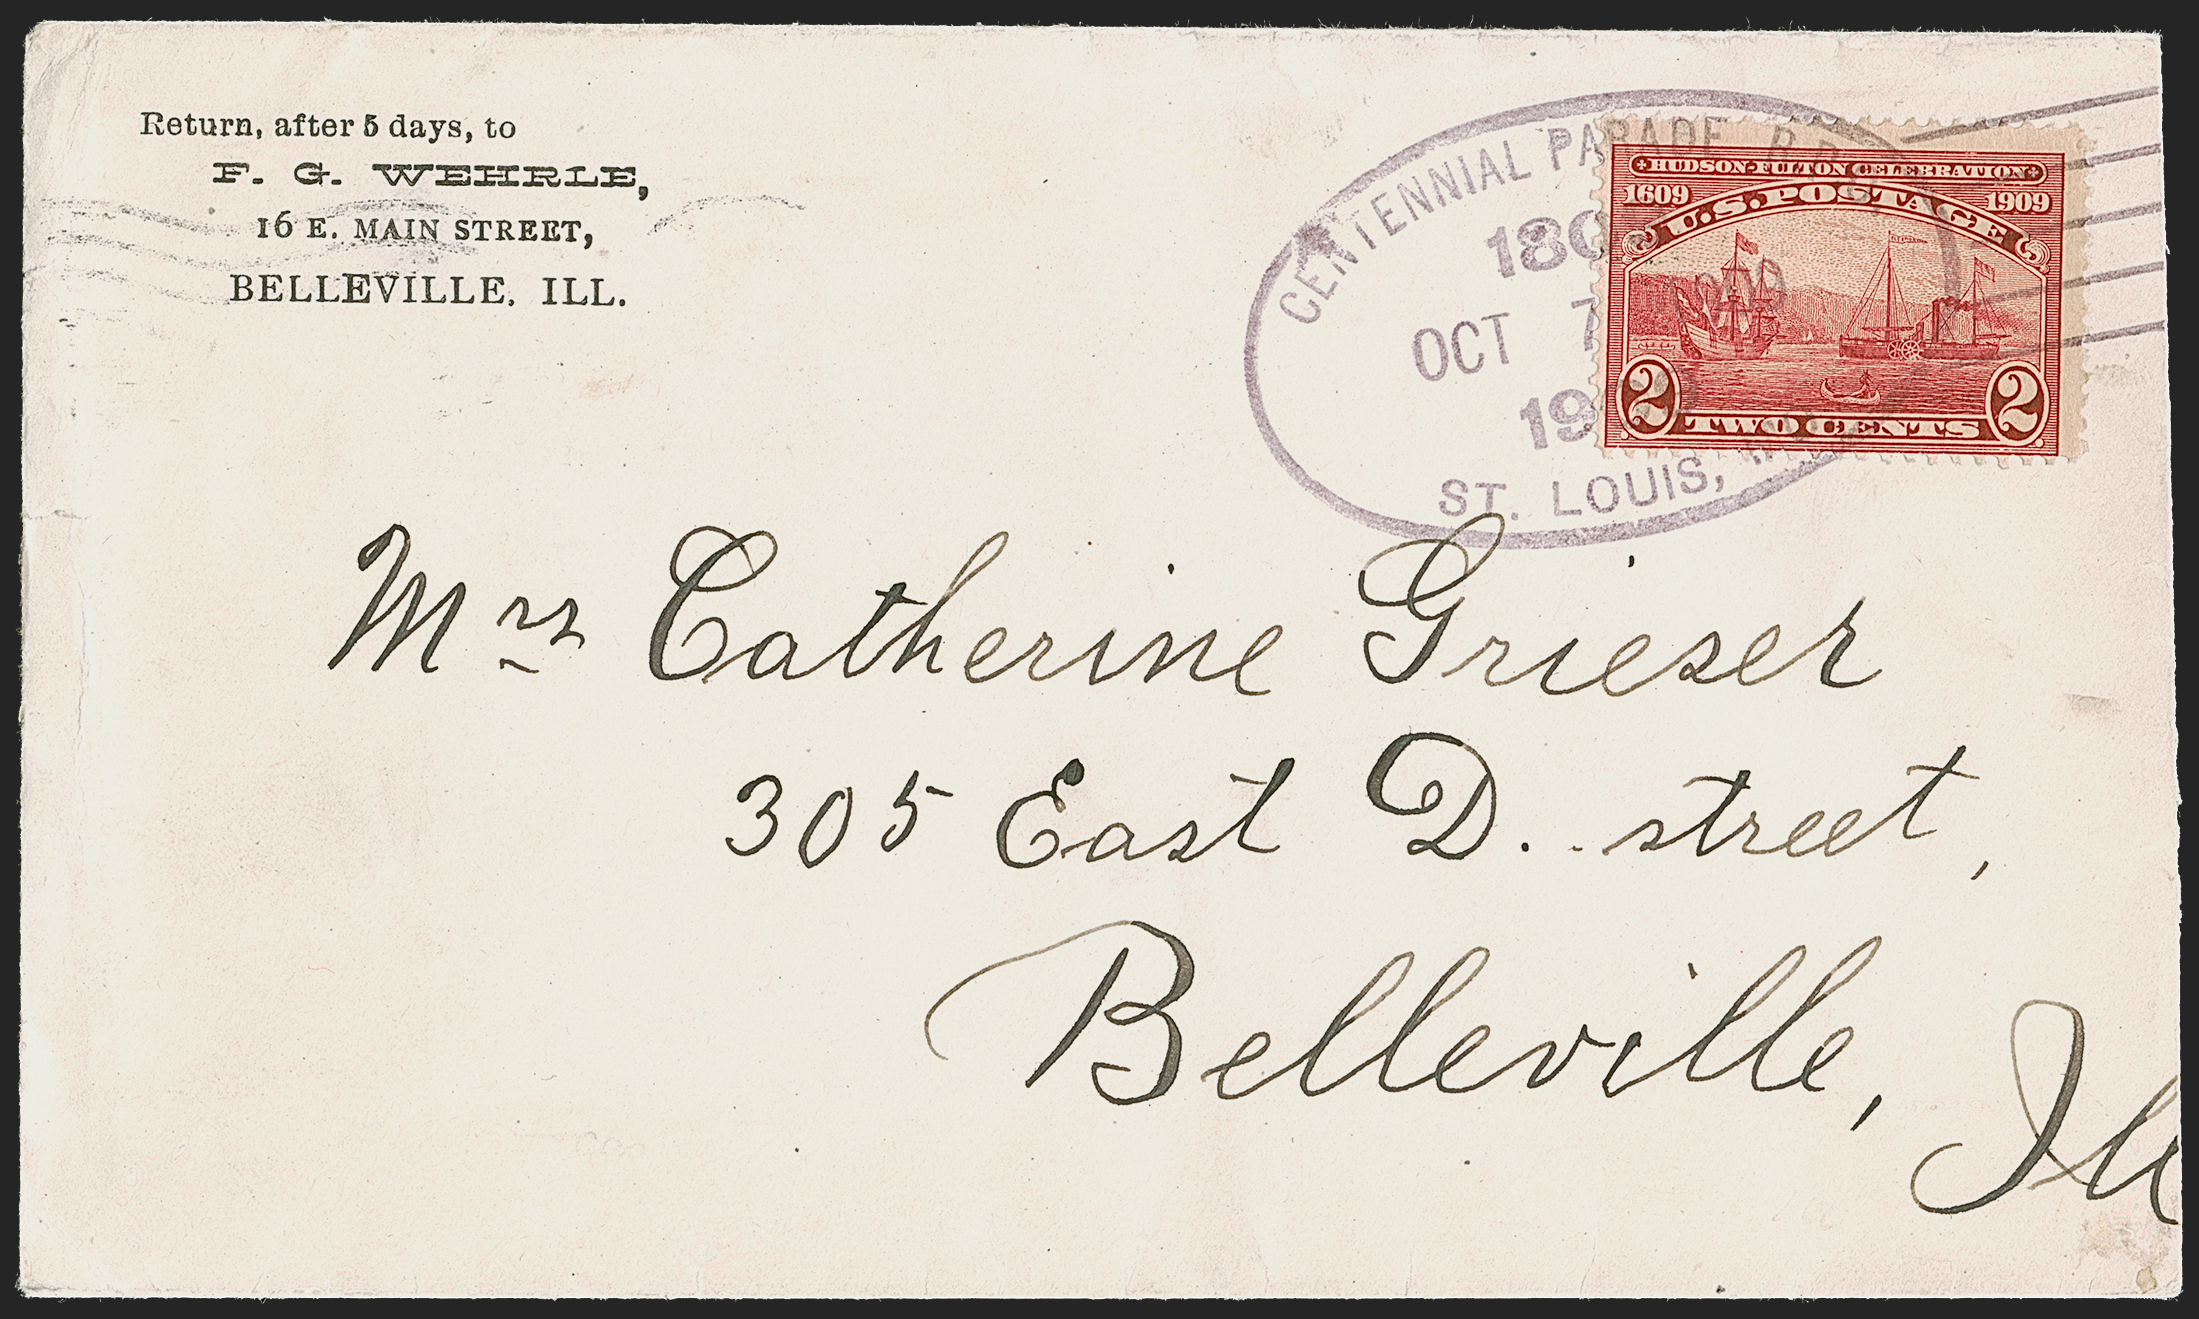 Return, after 5 days, to
F. G. WEHRLE,
16 E. MAIN STREET,
BELLEVILLE, ILL.
CENTENNIAL PARADE
OCT 7
ST. LOUIS,
HUDSON-FULTON CELEBRATION
1609 1909
U.S. POSTAGE
2 2
TWO CENTS
Mrs Catherine Grieser
305 East D. street,
Belleville, Ill